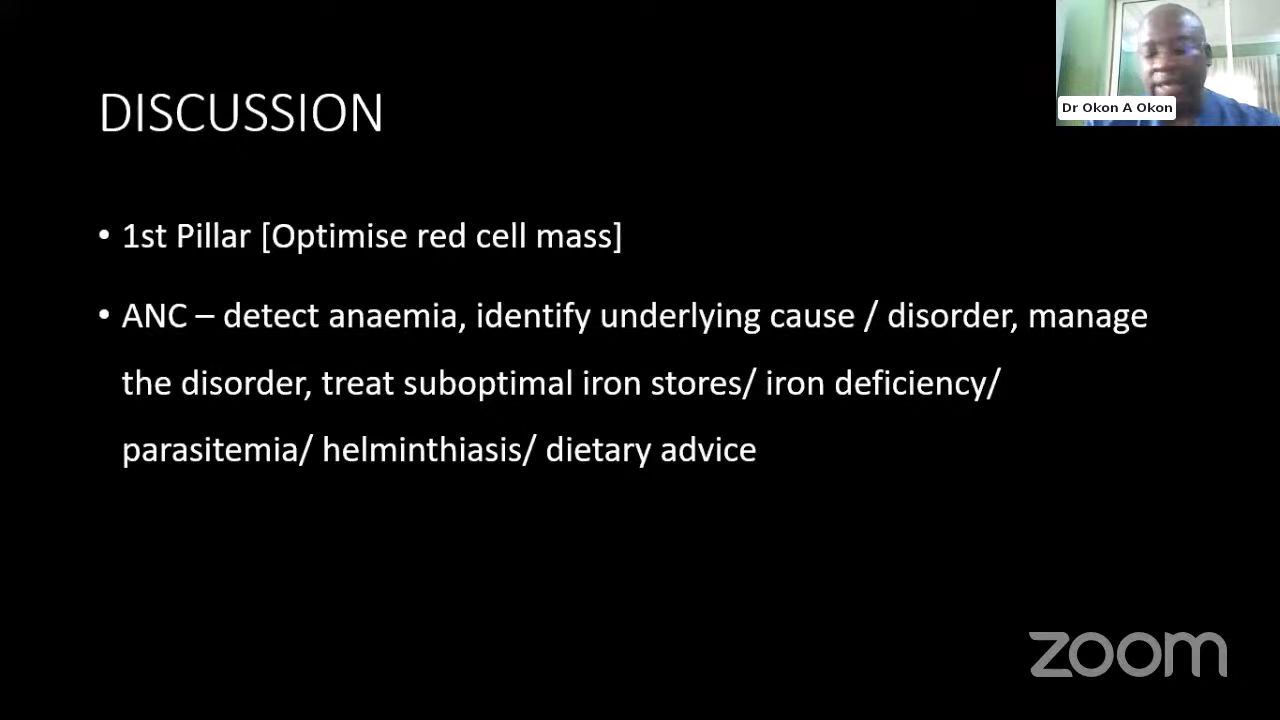 Dr Okon A Okon
DISCUSSION
• 1st Pillar [Optimise red cell mass]
• ANC – detect anaemia, identify underlying cause / disorder, manage
the disorder, treat suboptimal iron stores/ iron deficiency/
parasitemia/ helminthiasis/ dietary advice
zoom